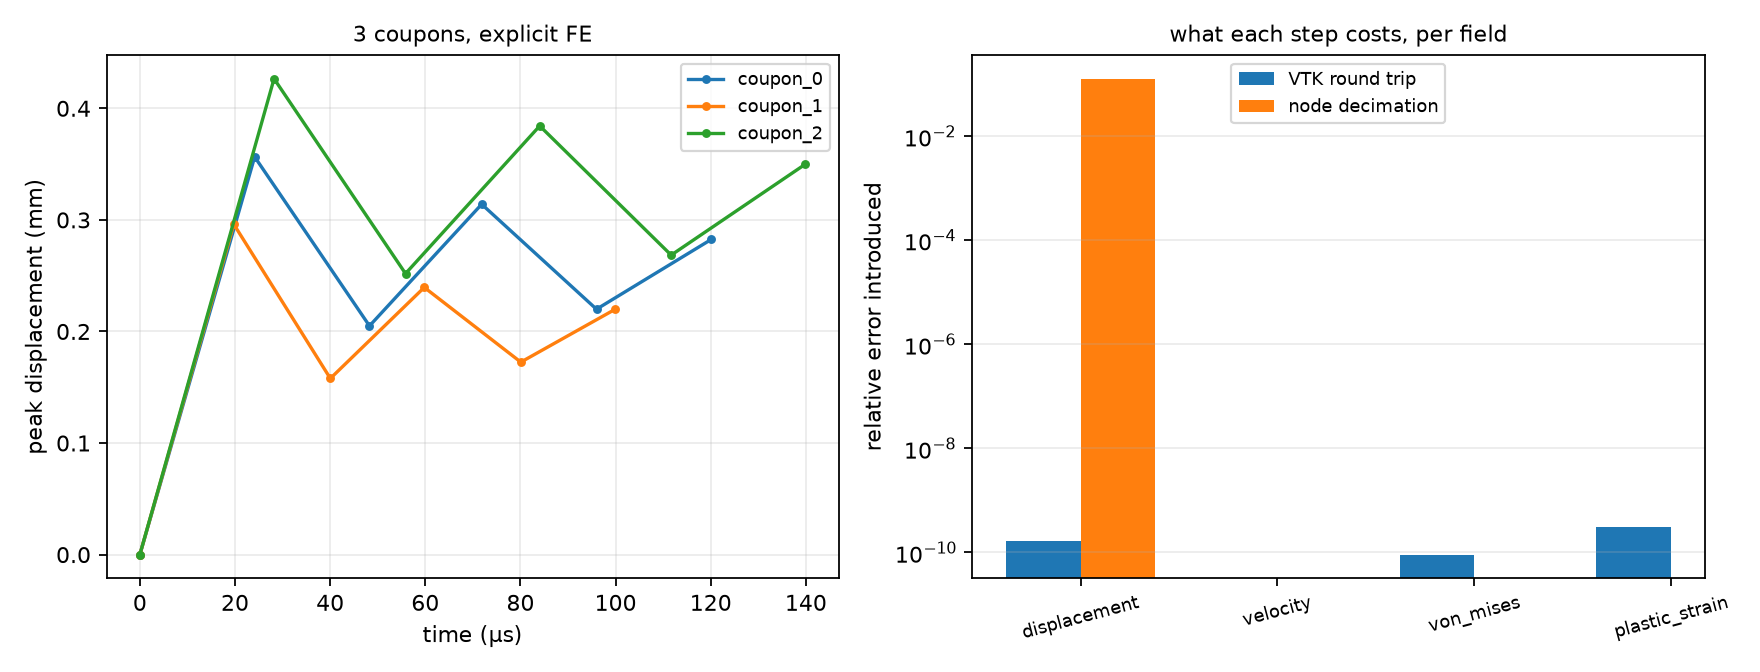 3 coupons, explicit FE
peak displacement (mm)
0.4
0.3
0.2
0.1
0.0
coupon_0
coupon_1
coupon_2
0 20 40 60 80 100 120 140
time (µs)
what each step costs, per field
relative error introduced
10⁻²
10⁻⁴
10⁻⁶
10⁻⁸
10⁻¹⁰
VTK round trip
node decimation
displacement velocity von_mises plastic_strain